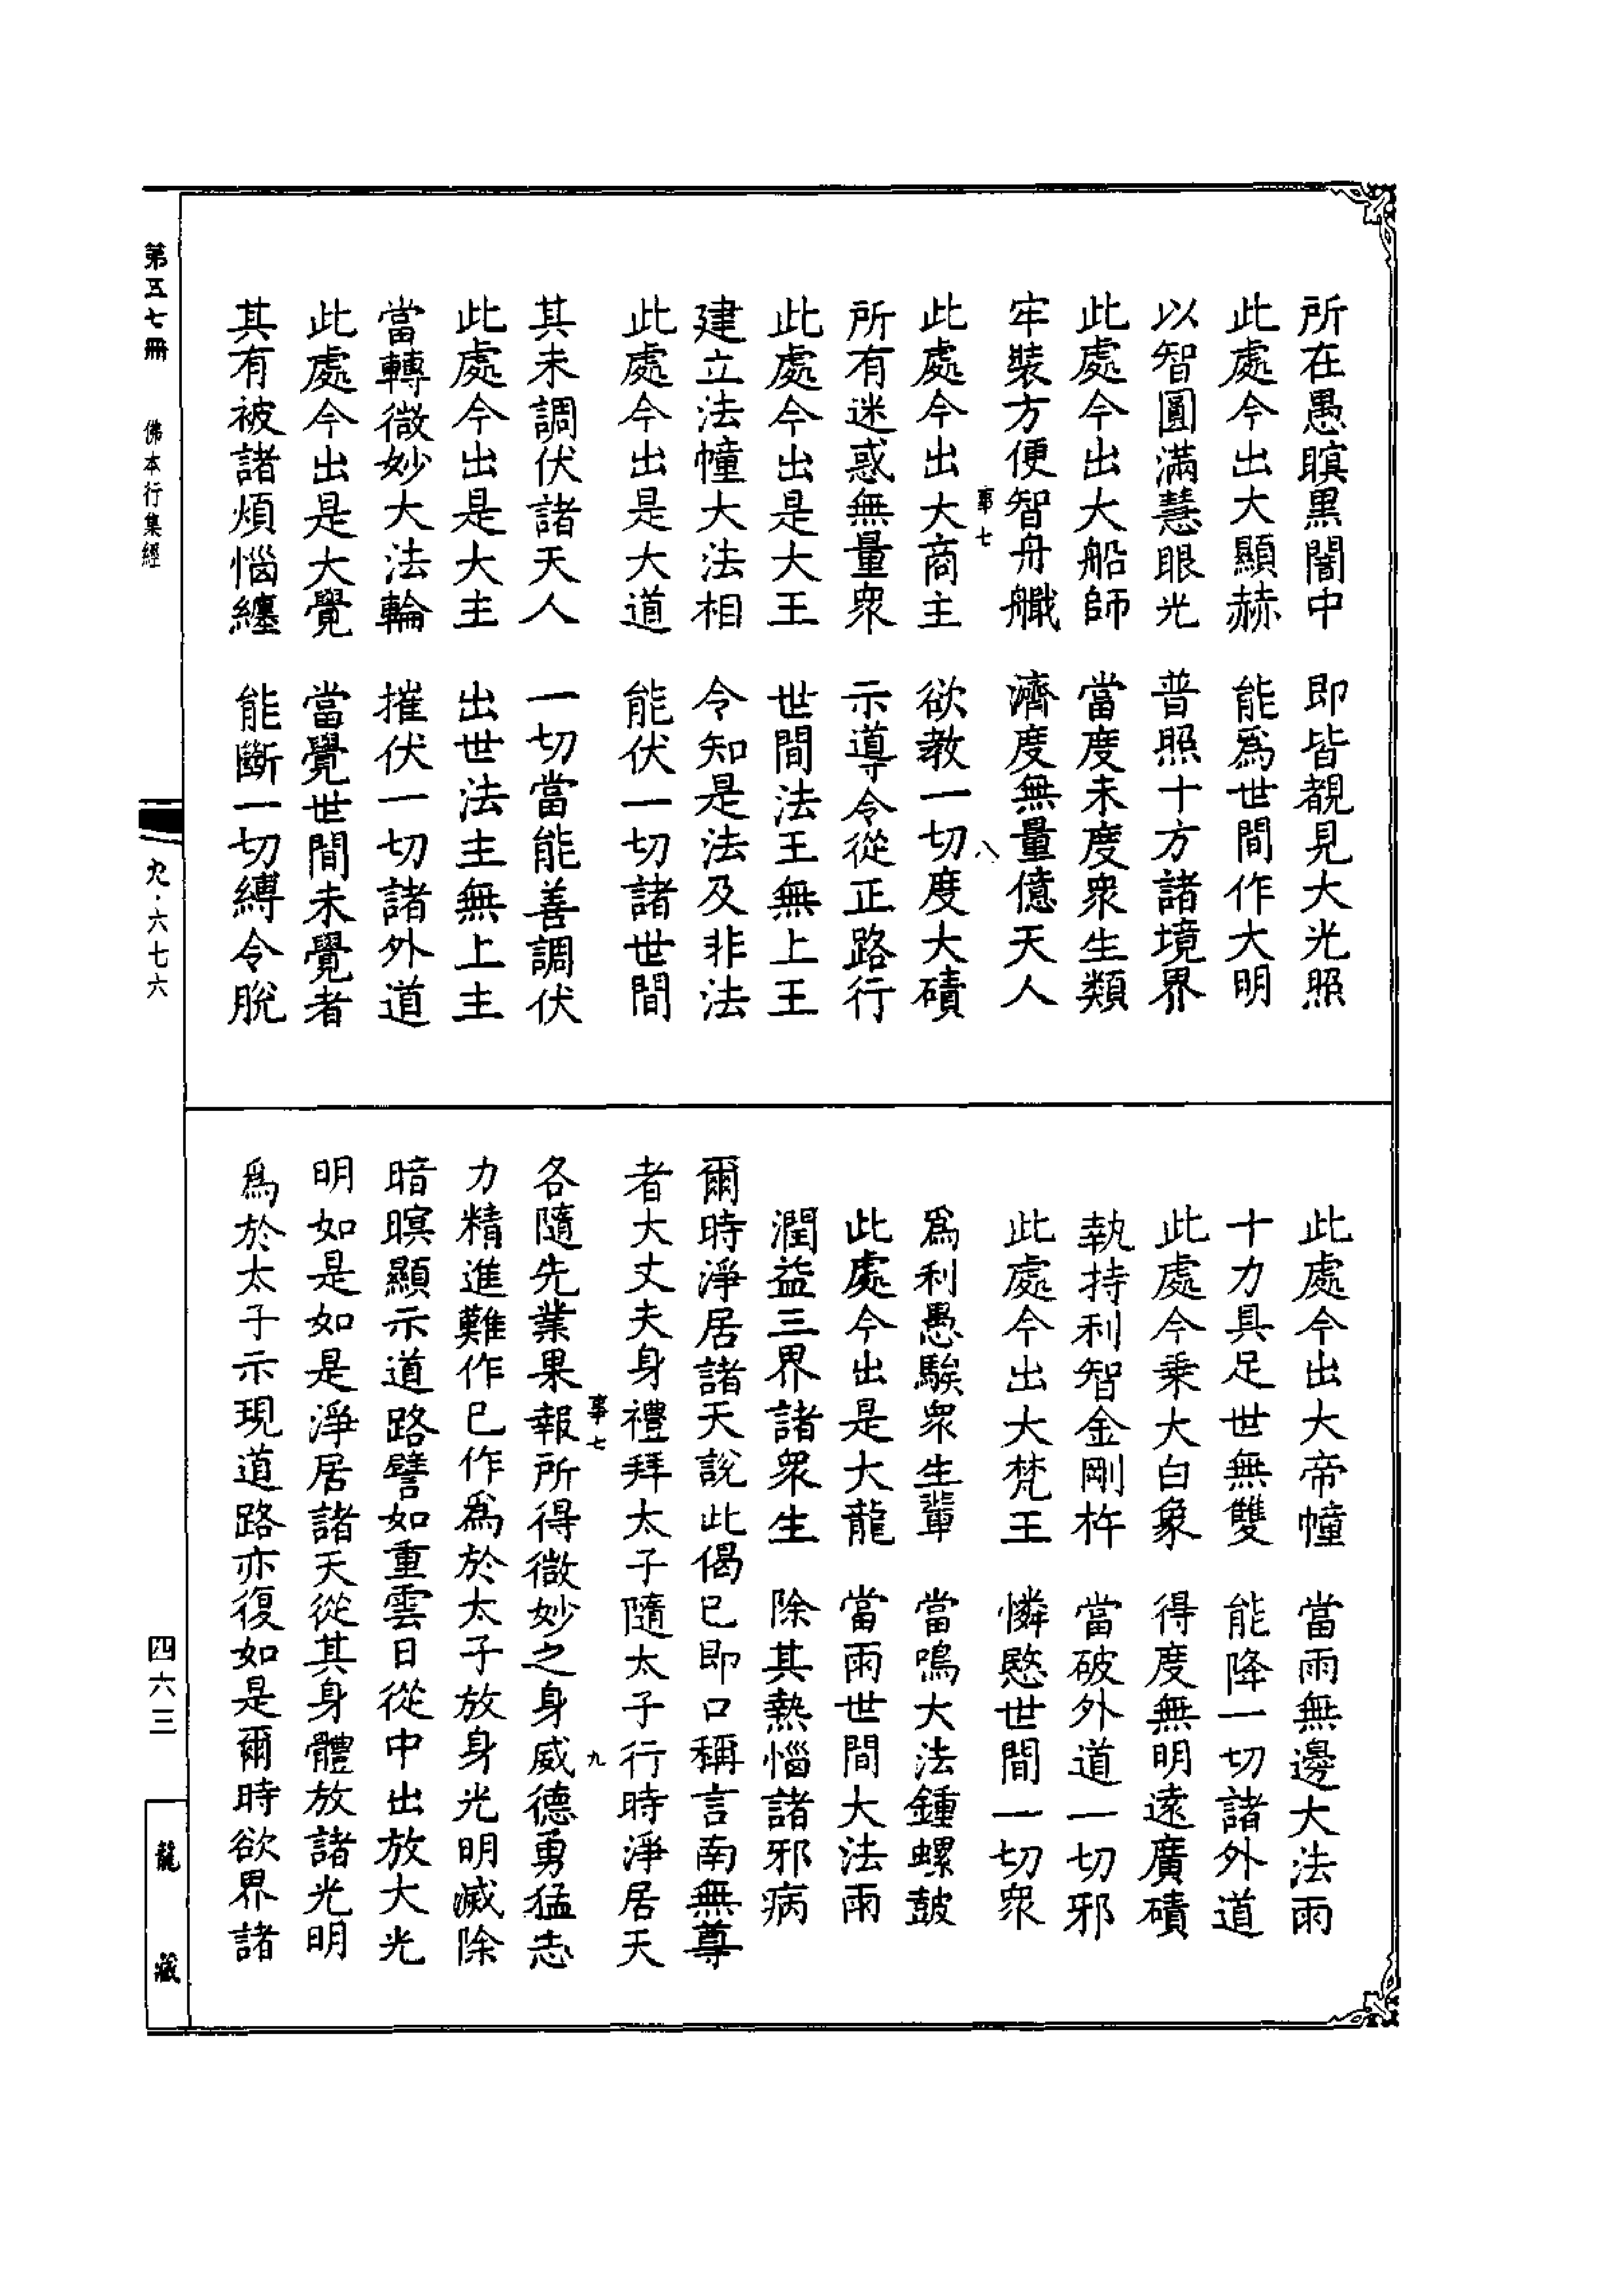 所在愚暝黒闇中　即皆覩見大光照
此處今出大顯赫　能爲世間作大明
以智圓滿慧眼光　普照十方諸境界
此處今出大船師　當度未度衆生類
牢裝方便智舟艥　濟度無量億天人
事七　八
此處今出大商主　欲教一切度大磧
所有迷惑無量衆　示導令從正路行
此處今出是大王　世間法王無上王
建立法幢大法相　令知是法及非法
此處今出是大道　能伏一切諸世間
其未調伏諸天人　一切當能善調伏
此處今出是大主　出世法主無上主
當轉微妙大法輪　摧伏一切諸外道
此處今出是大覺　當覺世間未覺者
其有被諸煩惱纏　能斷一切縛令脫
此處今出大帝幢　當雨無邊大法雨
十力具足世無雙　能降一切諸外道
此處今乗大白象　得度無明遠廣磧
執持利智金剛杵　當破外道一切邪
此處今出大梵王　憐愍世間一切衆
爲利愚騃衆生輩　當鳴大法鍾螺鼓
此處今出是大龍　當雨世間大法雨
潤益三界諸衆生　除其熱惱諸邪病
爾時淨居諸天說此偈已即口稱言南無尊
者大丈夫身禮拜太子隨太子行時淨居天
事七　九
各隨先業果報所得微妙之身威德勇猛志
力精進難作已作爲於太子放身光明滅除
暗暝顯示道路譬如重雲日從中出放大光
明如是如是淨居諸天從其身體放諸光明
爲於太子示現道路亦復如是爾時欲界諸
第五七冊　佛本行集經
九·六七六
四六三
龍藏